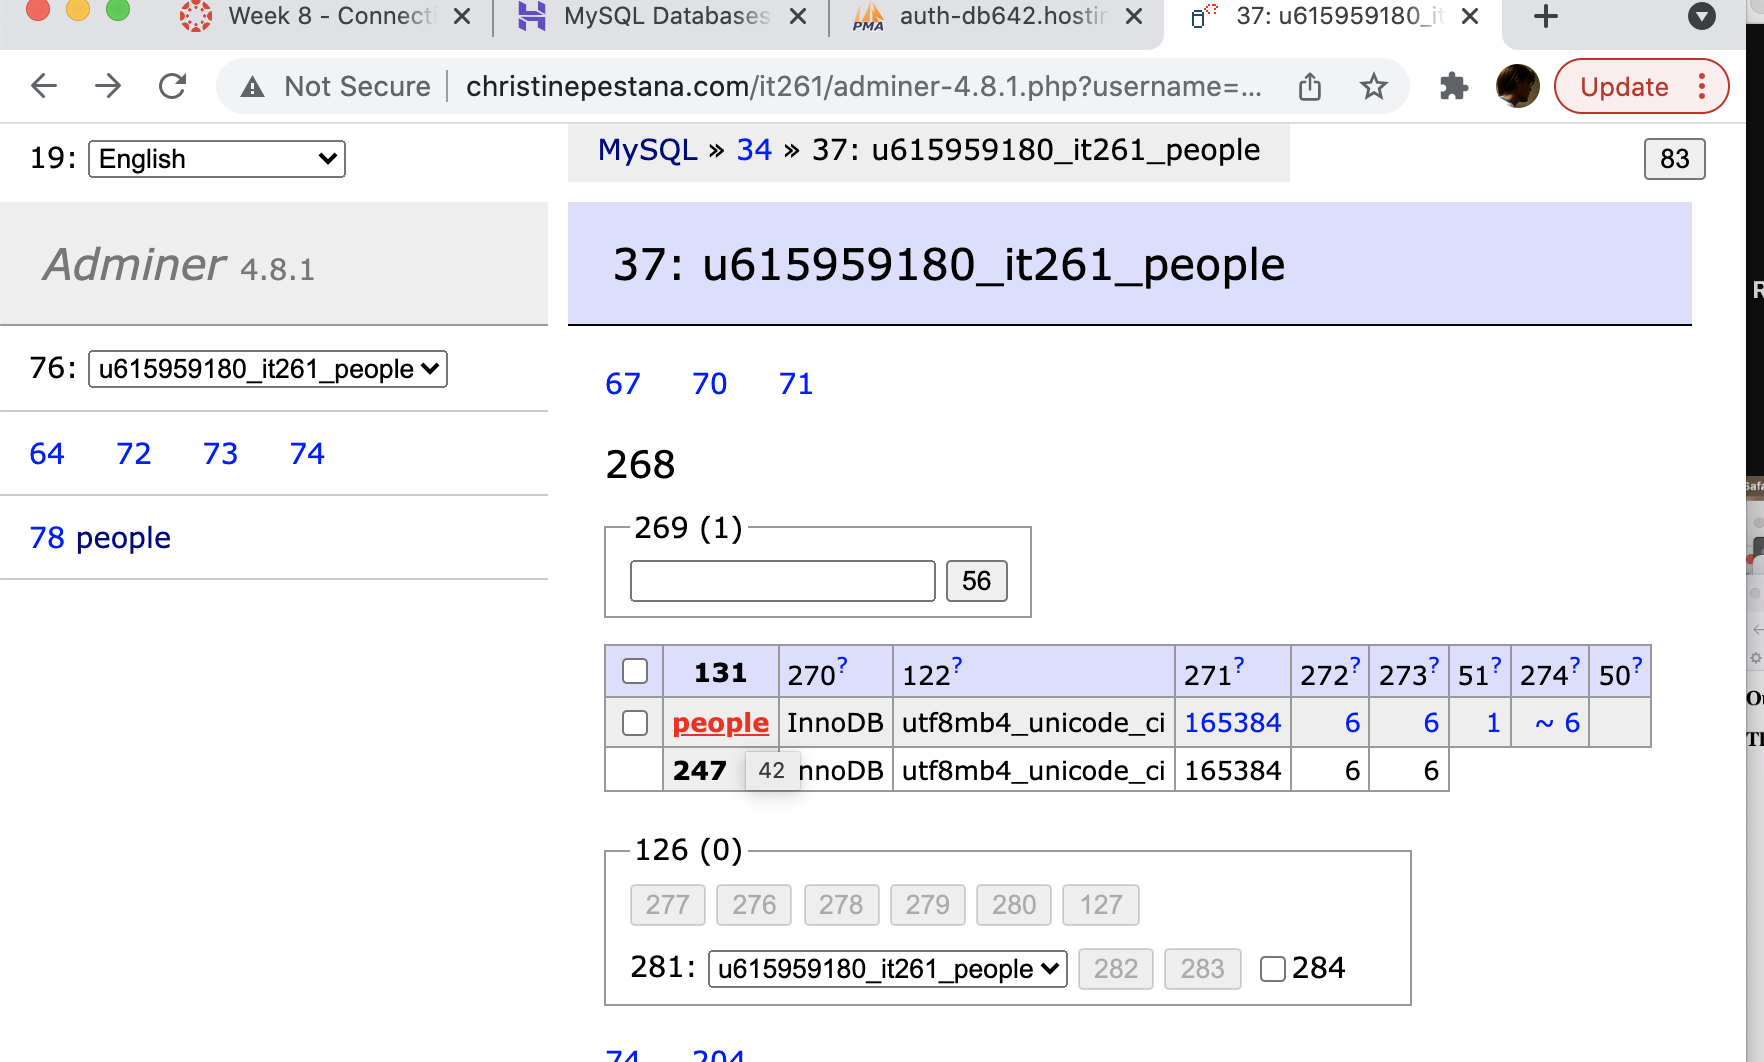 Week 8 - Connecti
MySQL Databases
PMA auth-db642.hostin
37: u615959180_it
Not Secure christinepestana.com/it261/adminer-4.8.1.php?username=...
Update
19: English
MySQL » 34 » 37: u615959180_it261_people
83
Adminer 4.8.1
37: u615959180_it261_people
76: u615959180_it261_people
67 70 71
64 72 73 74
268
78 people
269 (1)
56
131 270? 122? 271? 272? 273? 51? 274? 50?
people InnoDB utf8mb4_unicode_ci 165384 6 6 1 ~ 6
247 42 nnoDB utf8mb4_unicode_ci 165384 6 6
126 (0)
277 276 278 279 280 127
281: u615959180_it261_people 282 283 284
74 204